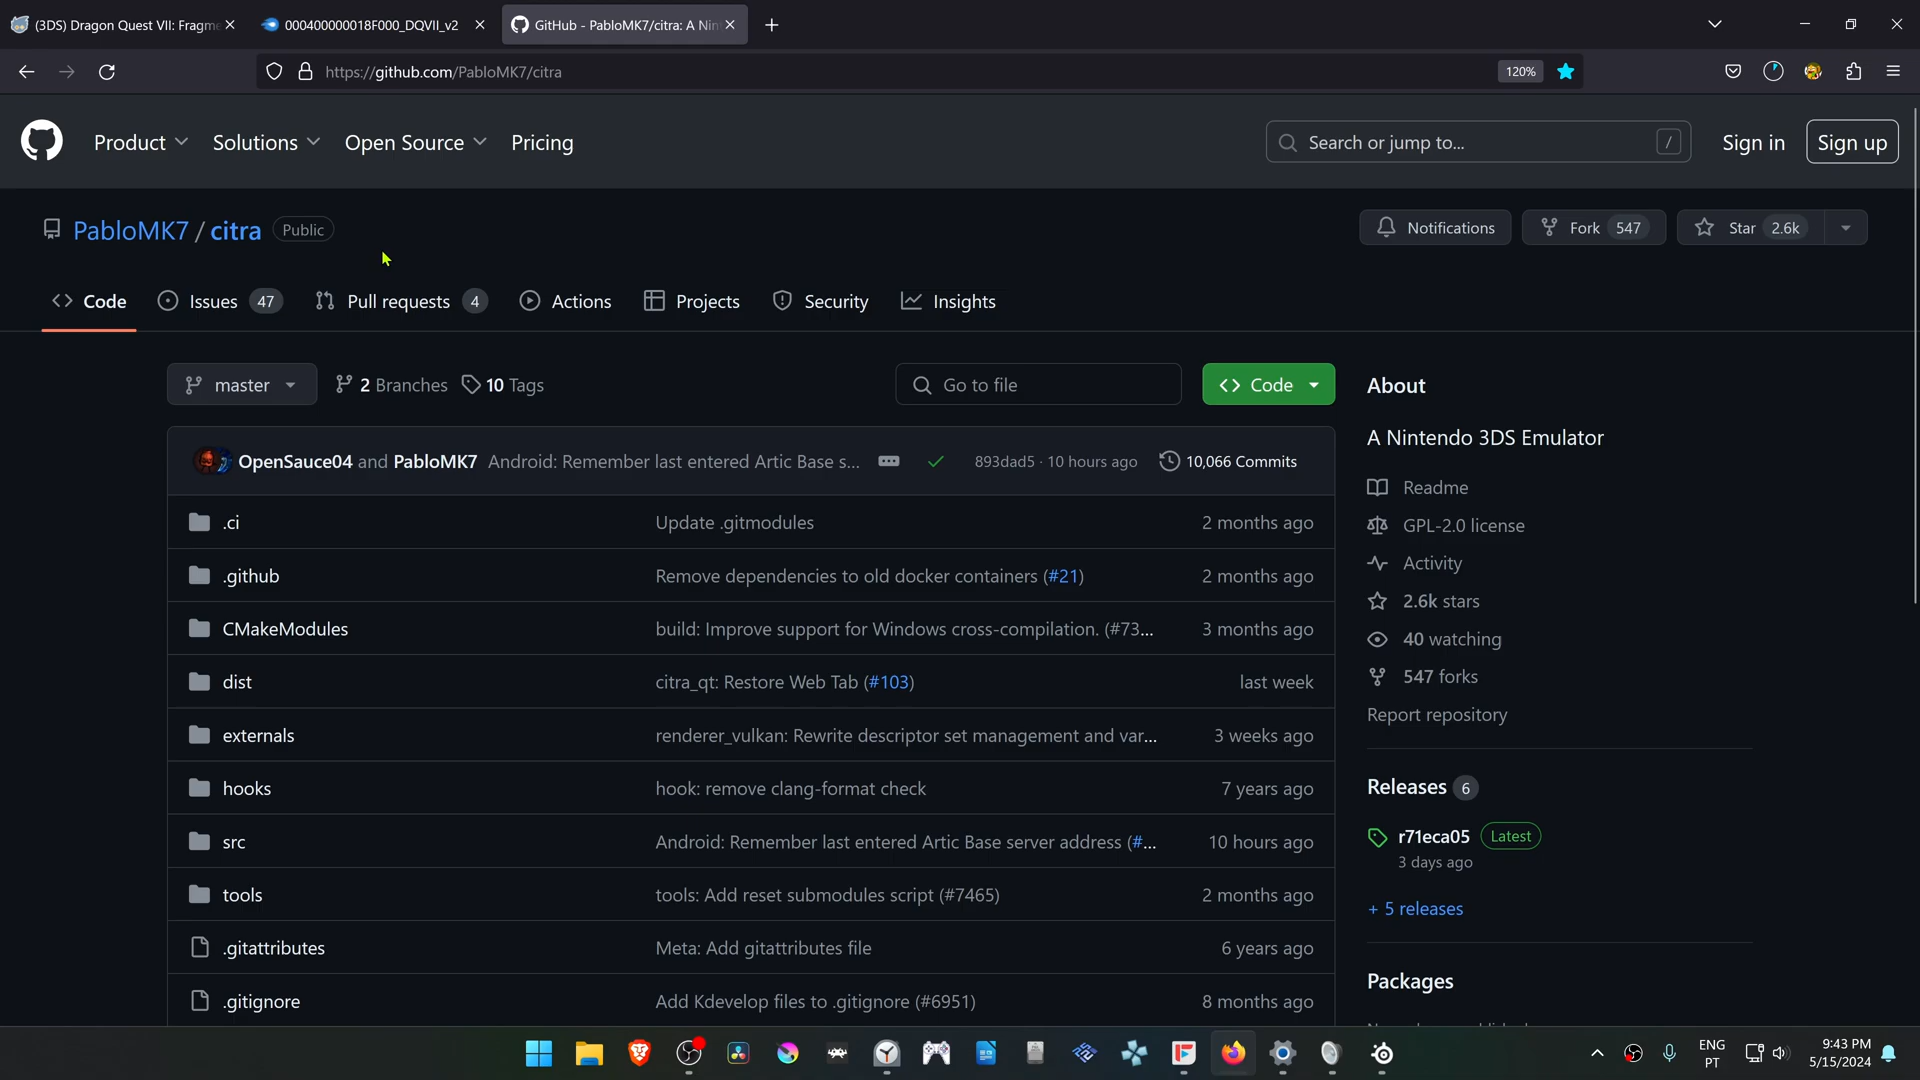 (3DS) Dragon Quest VII: Fragme
000400000018F000_DQVII_v2
GitHub - PabloMK7/citra: A Nin
https://github.com/PabloMK7/citra
120%
Product
Solutions
Open Source
Pricing
Search or jump to...
/
Sign in
Sign up
PabloMK7 / citra
Public
Notifications
Fork 547
Star 2.6k
Code
Issues 47
Pull requests 4
Actions
Projects
Security
Insights
master
2 Branches
10 Tags
Go to file
Code
About
A Nintendo 3DS Emulator
OpenSauce04 and PabloMK7 Android: Remember last entered Artic Base s...
893dad5 · 10 hours ago
10,066 Commits
Readme
.ci Update .gitmodules 2 months ago
GPL-2.0 license
.github Remove dependencies to old docker containers (#21) 2 months ago
Activity
2.6k stars
CMakeModules build: Improve support for Windows cross-compilation. (#73... 3 months ago
40 watching
dist citra_qt: Restore Web Tab (#103) last week
547 forks
Report repository
externals renderer_vulkan: Rewrite descriptor set management and var... 3 weeks ago
hooks hook: remove clang-format check 7 years ago
Releases 6
src Android: Remember last entered Artic Base server address (#... 10 hours ago
r71eca05 Latest
3 days ago
tools tools: Add reset submodules script (#7465) 2 months ago
+ 5 releases
.gitattributes Meta: Add gitattributes file 6 years ago
Packages
.gitignore Add Kdevelop files to .gitignore (#6951) 8 months ago
ENG
PT
9:43 PM
5/15/2024